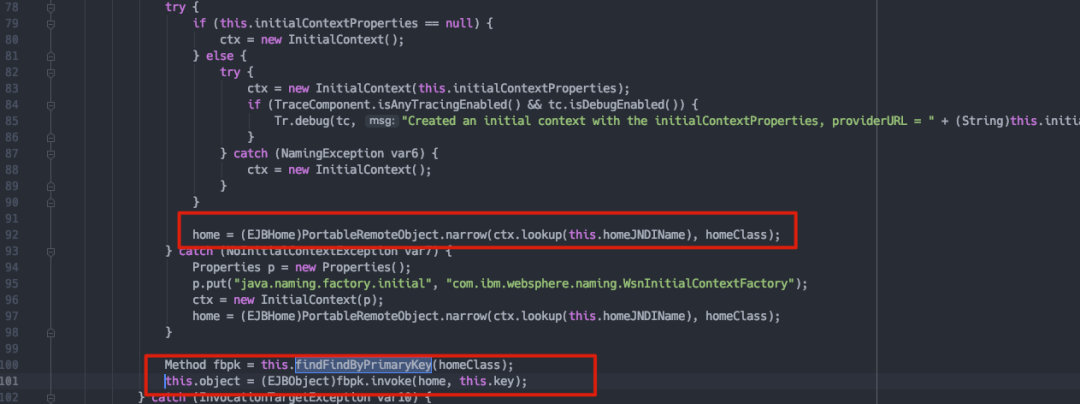 78 try {
79 if (this.initialContextProperties == null) {
80 ctx = new InitialContext();
81 } else {
82 try {
83 ctx = new InitialContext(this.initialContextProperties);
84 if (TraceComponent.isAnyTracingEnabled() && tc.isDebugEnabled()) {
85 Tr.debug(tc, msg: "Created an initial context with the initialContextProperties, providerURL = " + (String)this.initia
86 }
87 } catch (NamingException var6) {
88 ctx = new InitialContext();
89 }
90 }
91
92 home = (EJBHome)PortableRemoteObject.narrow(ctx.lookup(this.homeJNDIName), homeClass);
93 } catch (NoInitialContextException var7) {
94 Properties p = new Properties();
95 p.put("java.naming.factory.initial", "com.ibm.websphere.naming.WsnInitialContextFactory");
96 ctx = new InitialContext(p);
97 home = (EJBHome)PortableRemoteObject.narrow(ctx.lookup(this.homeJNDIName), homeClass);
98 }
99
100 Method fbpk = this.findFindByPrimaryKey(homeClass);
101 this.object = (EJBObject)fbpk.invoke(home, this.key);
102 } catch (InvocationTargetException var10) {